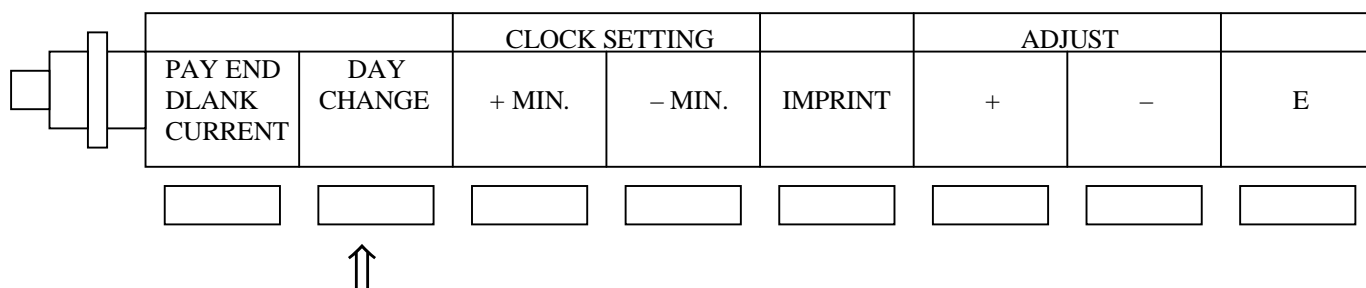 CLOCK SETTING ADJUST
PAY END DAY
DLANK CHANGE + MIN. – MIN. IMPRINT + – E
CURRENT